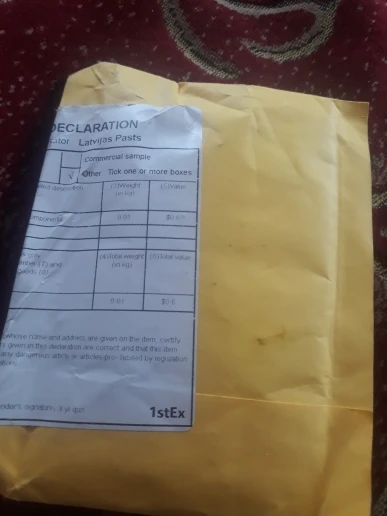 DECLARATION
Latvijas Pasts
Commercial sample
√
Other Tick one or more boxes
(3)Weight (5)Value
(in kg)
0.01
(4)Total weight (6)Total value
(in kg)
0.01 $0.6
whose name and address are given on the item, certify
given in this declaration are correct and that this item
any dangerous article or articles prohibited by legislation
1stEx